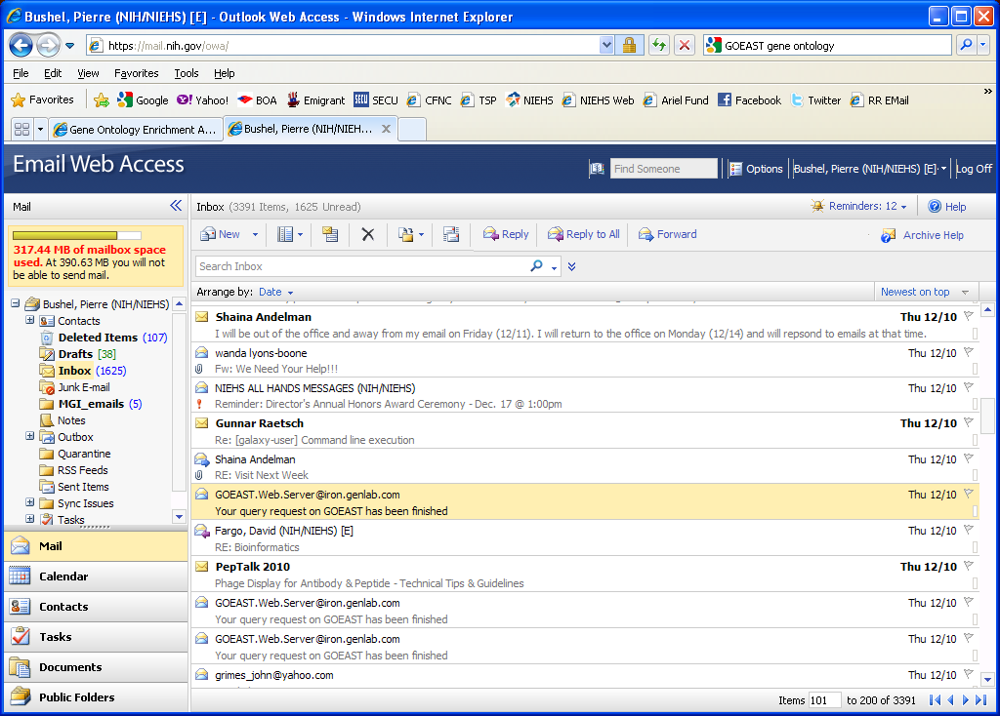 Bushel, Pierre (NIH/NIEHS) [E] - Outlook Web Access - Windows Internet Explorer
https://mail.nih.gov/owa/ GOEAST gene ontology
File Edit View Favorites Tools Help
Favorites Google Yahoo! BOA Emigrant SECU CFNC TSP NIEHS NIEHS Web Ariel Fund Facebook Twitter RR EMail »
Gene Ontology Enrichment A... Bushel, Pierre (NIH/NIEH...
Email Web Access Find Someone Options Bushel, Pierre (NIH/NIEHS) [E] Log Off
Mail
317.44 MB of mailbox space
used. At 390.63 MB you will not
be able to send mail.
Bushel, Pierre (NIH/NIEHS)
Contacts
Deleted Items (107)
Drafts [38]
Inbox (1625)
Junk E-mail
MGI_emails (5)
Notes
Outbox
Quarantine
RSS Feeds
Sent Items
Sync Issues
Tasks
Mail
Calendar
Contacts
Tasks
Documents
Public Folders
Inbox (3391 Items, 1625 Unread) Reminders: 12 Help
New Reply Reply to All Forward Archive Help
Search Inbox
Arrange by: Date Newest on top
Shaina Andelman Thu 12/10
I will be out of the office and away from my email on Friday (12/11). I will return to the office on Monday (12/14) and will repsond to emails at that time.
wanda lyons-boone Thu 12/10
Fw: We Need Your Help!!!
NIEHS ALL HANDS MESSAGES (NIH/NIEHS) Thu 12/10
Reminder: Director's Annual Honors Award Ceremony - Dec. 17 @ 1:00pm
Gunnar Raetsch Thu 12/10
Re: [galaxy-user] Command line execution
Shaina Andelman Thu 12/10
RE: Visit Next Week
GOEAST.Web.Server@iron.genlab.com Thu 12/10
Your query request on GOEAST has been finished
Fargo, David (NIH/NIEHS) [E] Thu 12/10
RE: Bioinformatics
PepTalk 2010 Thu 12/10
Phage Display for Antibody & Peptide - Technical Tips & Guidelines
GOEAST.Web.Server@iron.genlab.com Thu 12/10
Your query request on GOEAST has been finished
GOEAST.Web.Server@iron.genlab.com Thu 12/10
Your query request on GOEAST has been finished
grimes_john@yahoo.com Thu 12/10
Items 101 to 200 of 3391